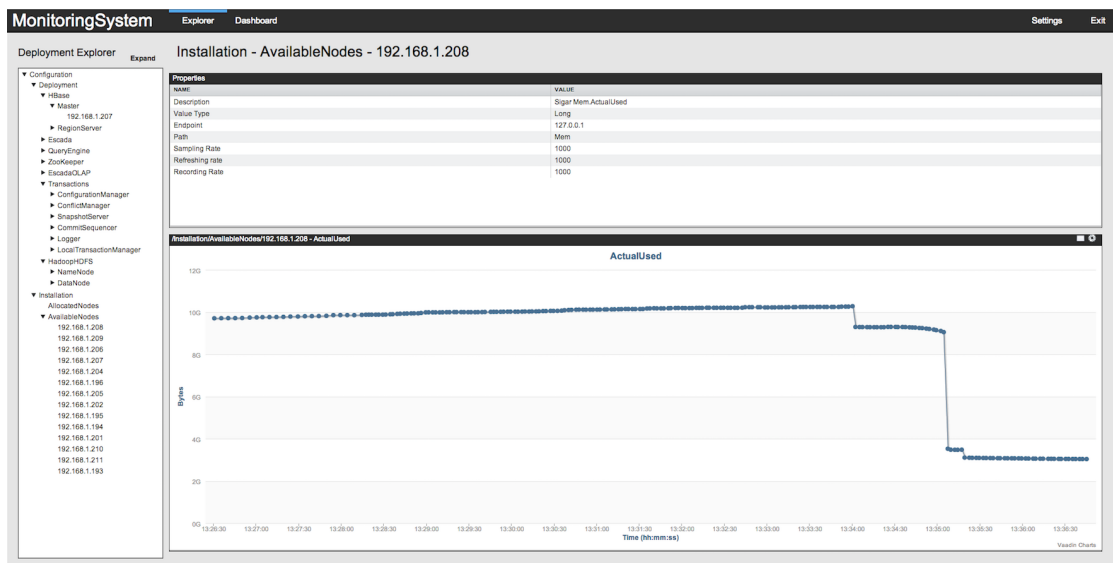 MonitoringSystem Explorer Dashboard Settings Exit
Deployment Explorer Expand
Configuration
Deployment
HBase
Master
192.168.1.207
RegionServer
Escada
QueryEngine
ZooKeeper
EscadaOLAP
Transactions
ConfigurationManager
ConflictManager
SnapshotServer
CommitSequencer
Logger
LocalTransactionManager
HadoopHDFS
NameNode
DataNode
Installation
AllocatedNodes
AvailableNodes
192.168.1.208
192.168.1.209
192.168.1.206
192.168.1.207
192.168.1.204
192.168.1.196
192.168.1.205
192.168.1.202
192.168.1.195
192.168.1.194
192.168.1.201
192.168.1.210
192.168.1.211
192.168.1.193
Installation - AvailableNodes - 192.168.1.208
Properties
NAME VALUE
Description Sigar Mem.ActualUsed
Value Type Long
Endpoint 127.0.0.1
Path Mem
Sampling Rate 1000
Refreshing rate 1000
Recording Rate 1000
/Installation/AvailableNodes/192.168.1.208 - ActualUsed
ActualUsed
12G
10G
8G
6G
4G
2G
0G
Bytes
13:26:30 13:27:00 13:27:30 13:28:00 13:28:30 13:29:00 13:29:30 13:30:00 13:30:30 13:31:00 13:31:30 13:32:00 13:32:30 13:33:00 13:33:30 13:34:00 13:34:30 13:35:00 13:35:30 13:36:00 13:36:30
Time (hh:mm:ss)
Vaadin Charts